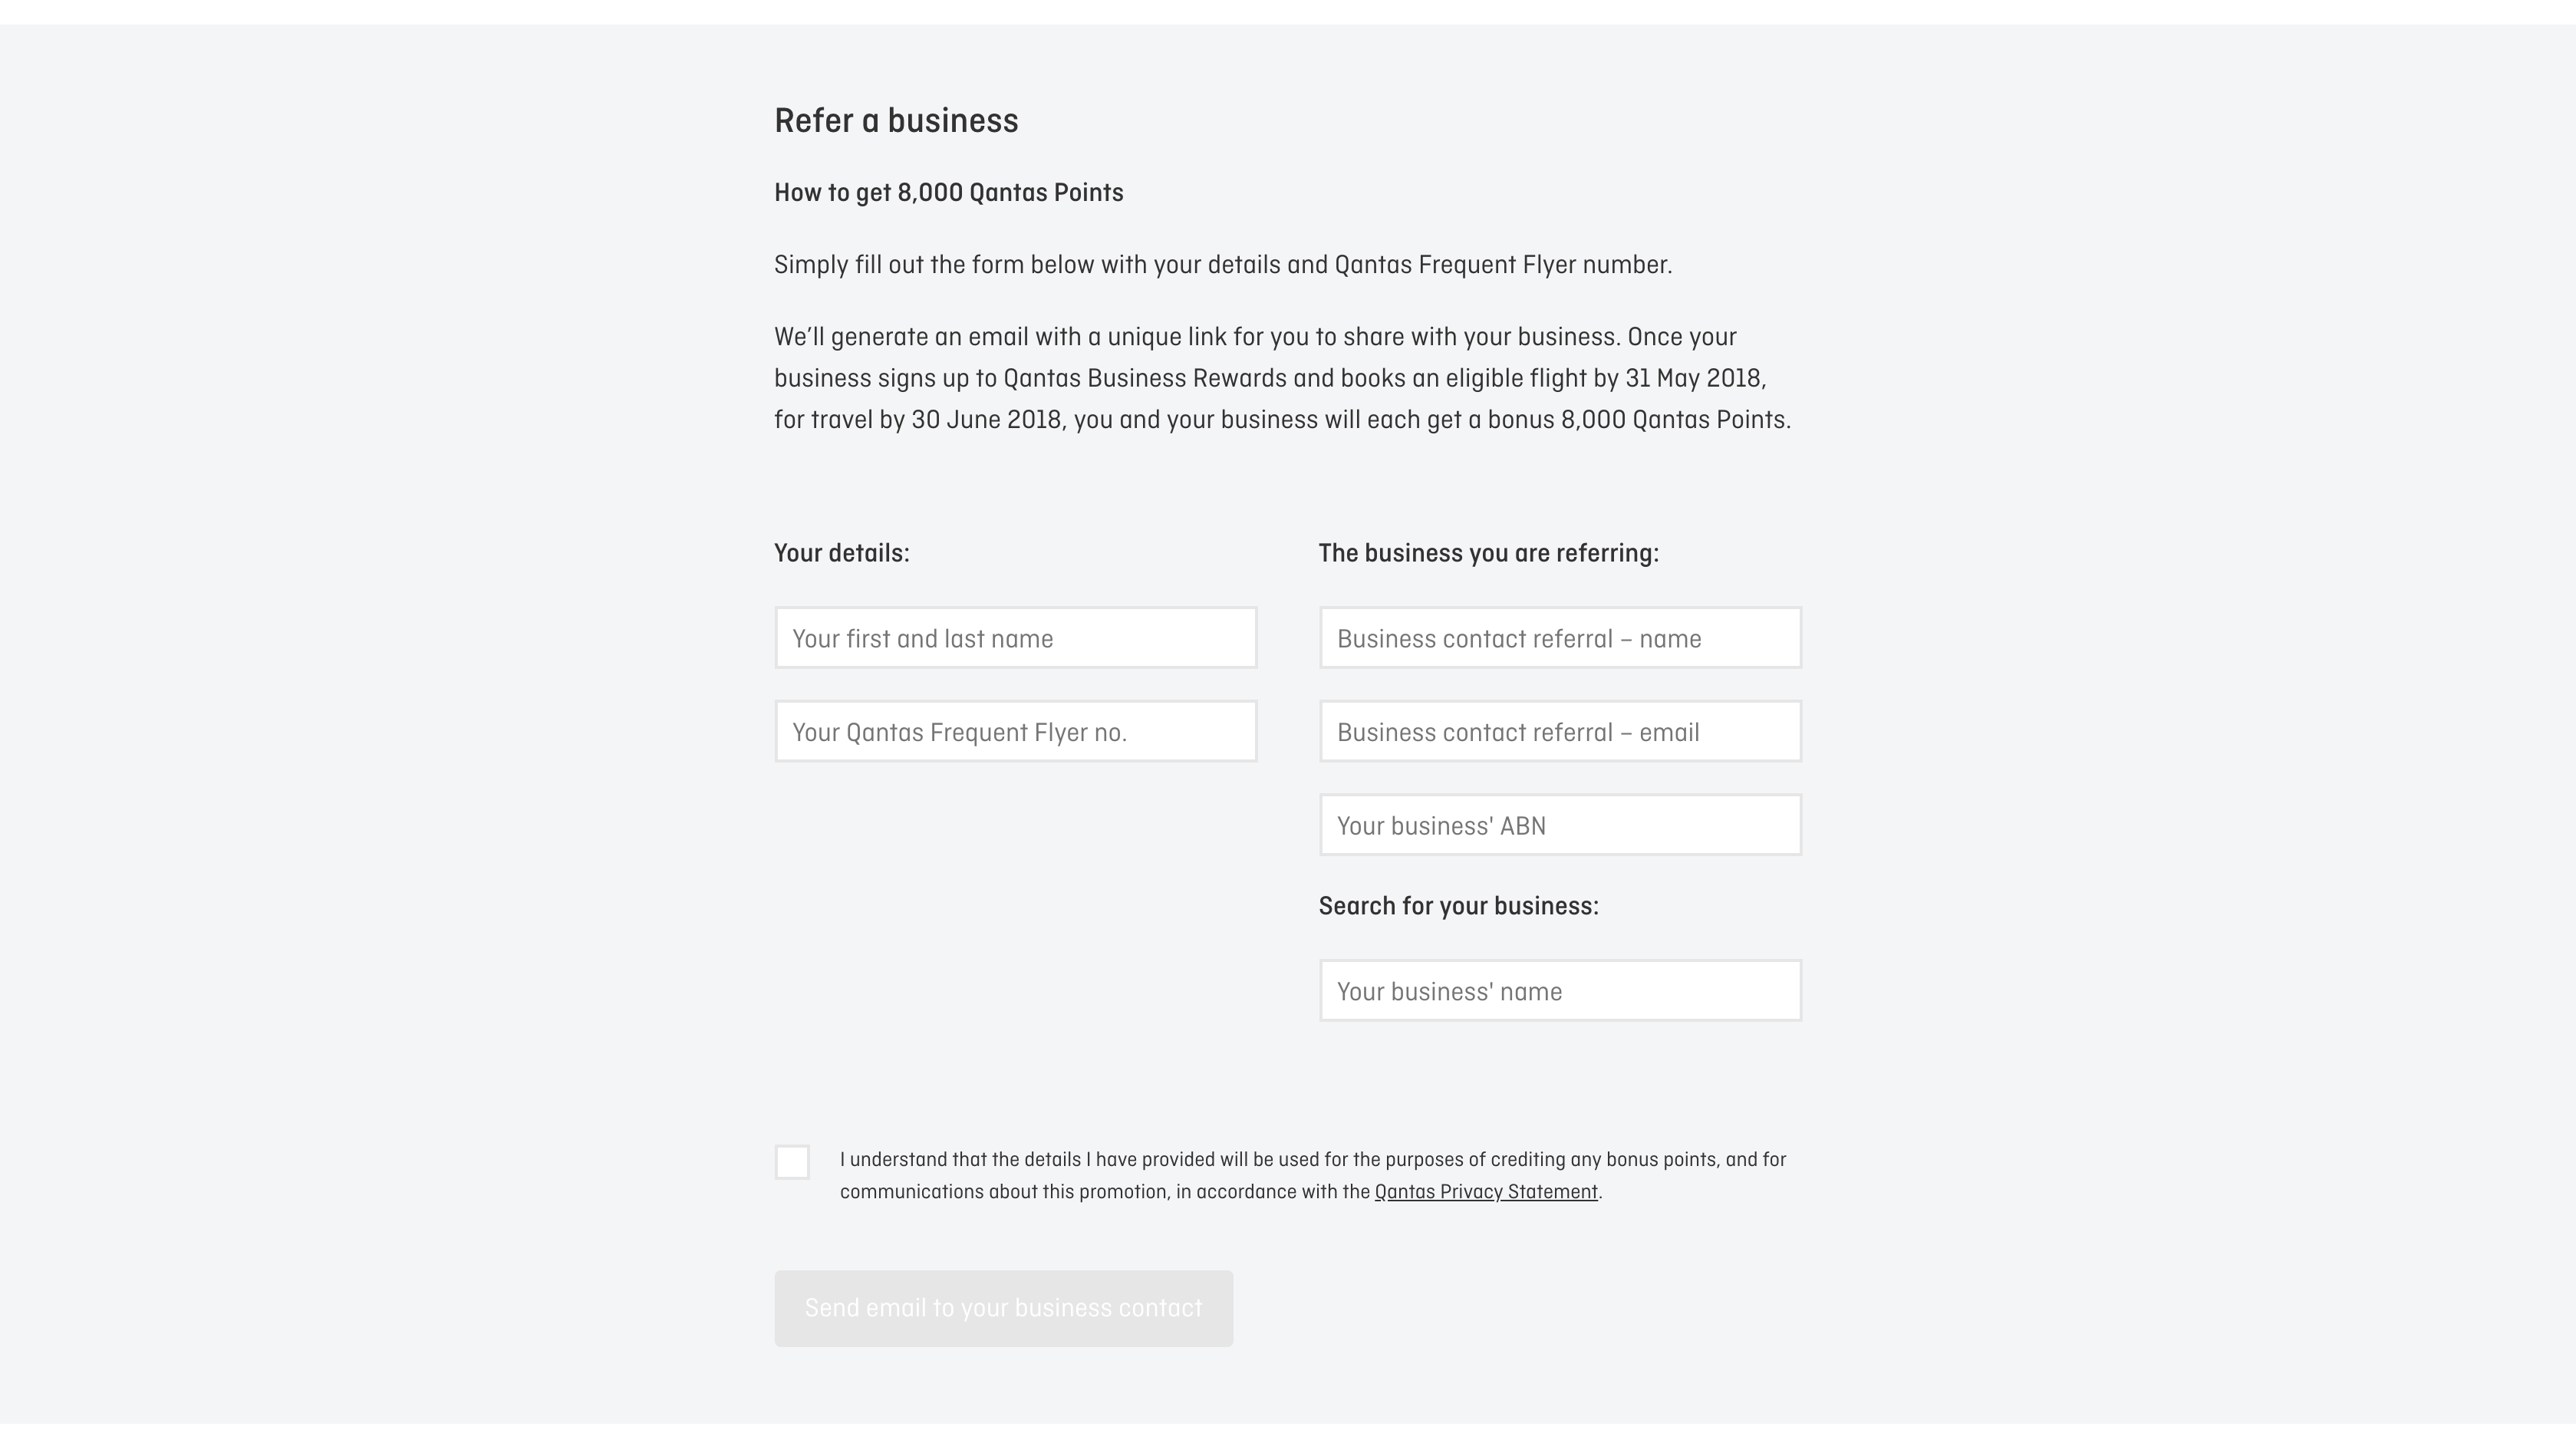 Refer a business
How to get 8,000 Qantas Points
Simply fill out the form below with your details and Qantas Frequent Flyer number.
We’ll generate an email with a unique link for you to share with your business. Once your
business signs up to Qantas Business Rewards and books an eligible flight by 31 May 2018,
for travel by 30 June 2018, you and your business will each get a bonus 8,000 Qantas Points.
Your details:
Your first and last name
Your Qantas Frequent Flyer no.
The business you are referring:
Business contact referral – name
Business contact referral – email
Your business' ABN
Search for your business:
Your business' name
I understand that the details I have provided will be used for the purposes of crediting any bonus points, and for
communications about this promotion, in accordance with the Qantas Privacy Statement.
Send email to your business contact